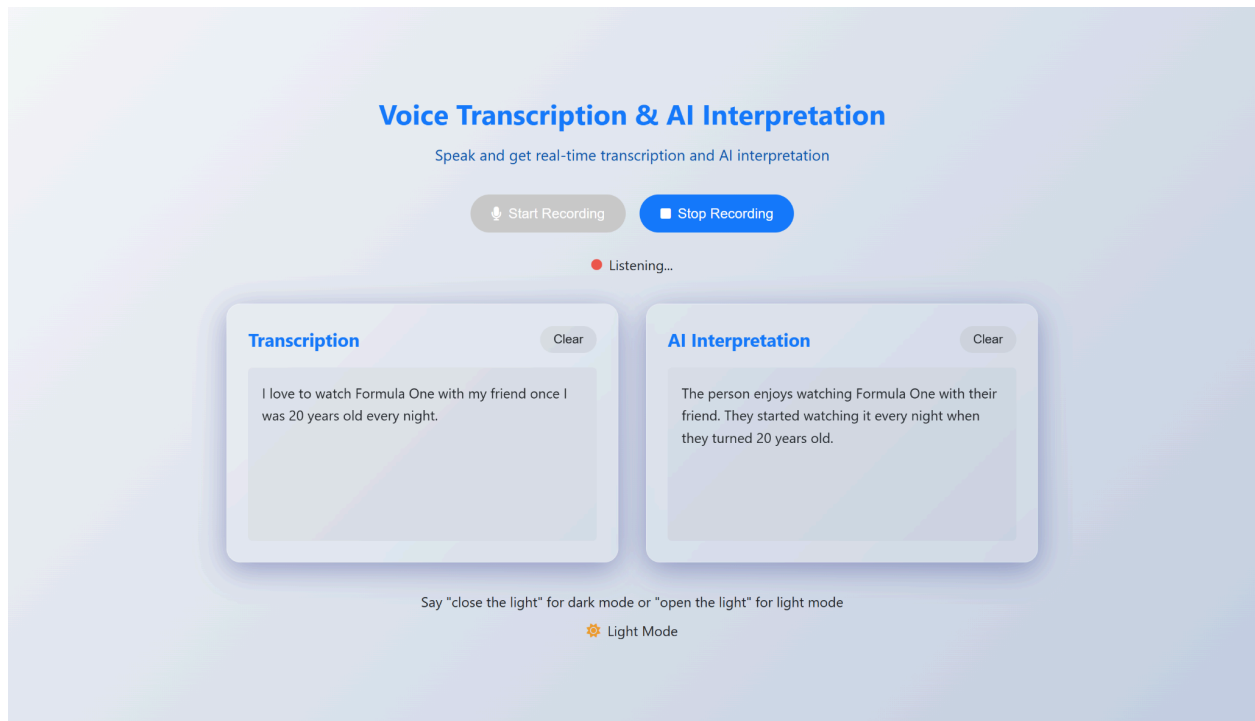 Voice Transcription & AI Interpretation
Speak and get real-time transcription and AI interpretation
Start Recording
Stop Recording
Listening...
Transcription
Clear
I love to watch Formula One with my friend once I
was 20 years old every night.
AI Interpretation
Clear
The person enjoys watching Formula One with their
friend. They started watching it every night when
they turned 20 years old.
Say "close the light" for dark mode or "open the light" for light mode
Light Mode